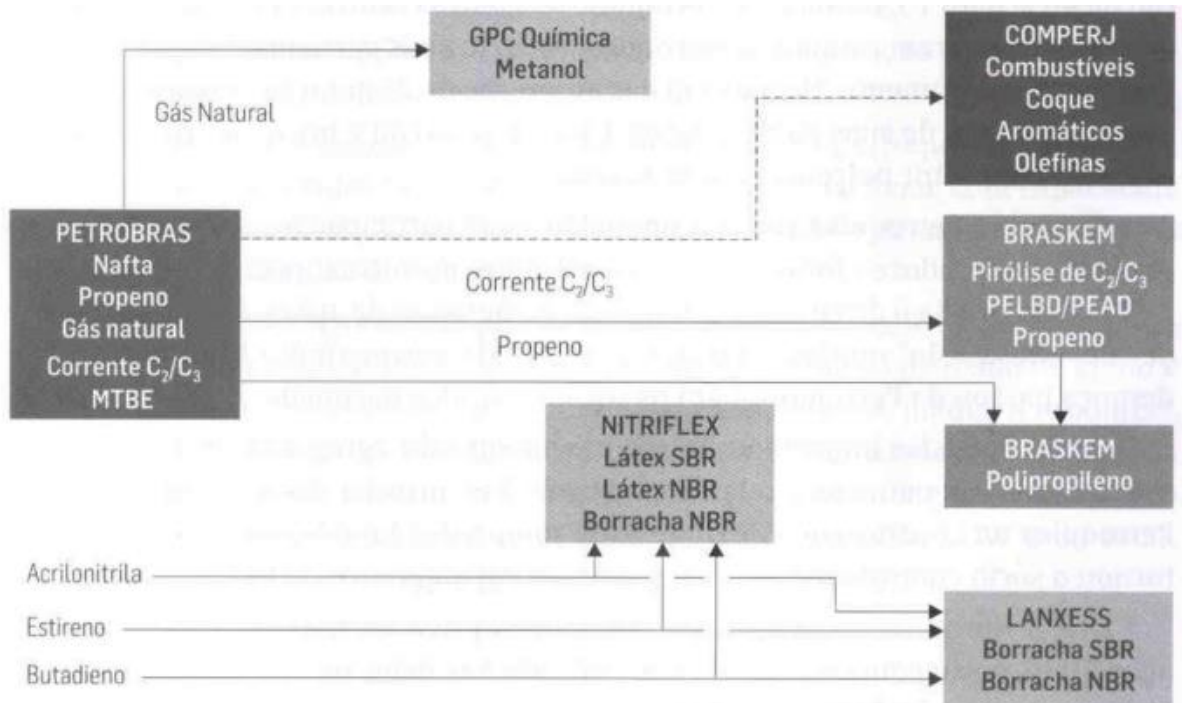 GPC Química
Metanol
COMPERJ
Combustíveis
Coque
Aromáticos
Olefinas
Gás Natural
PETROBRAS
Nafta
Propeno
Gás natural
Corrente C₂/C₃
MTBE
Corrente C₂/C₃
Propeno
BRASKEM
Pirólise de C₂/C₃
PELBD/PEAD
Propeno
BRASKEM
Polipropileno
NITRIFLEX
Látex SBR
Látex NBR
Borracha NBR
Acrilonitrila
Estireno
Butadieno
LANXESS
Borracha SBR
Borracha NBR